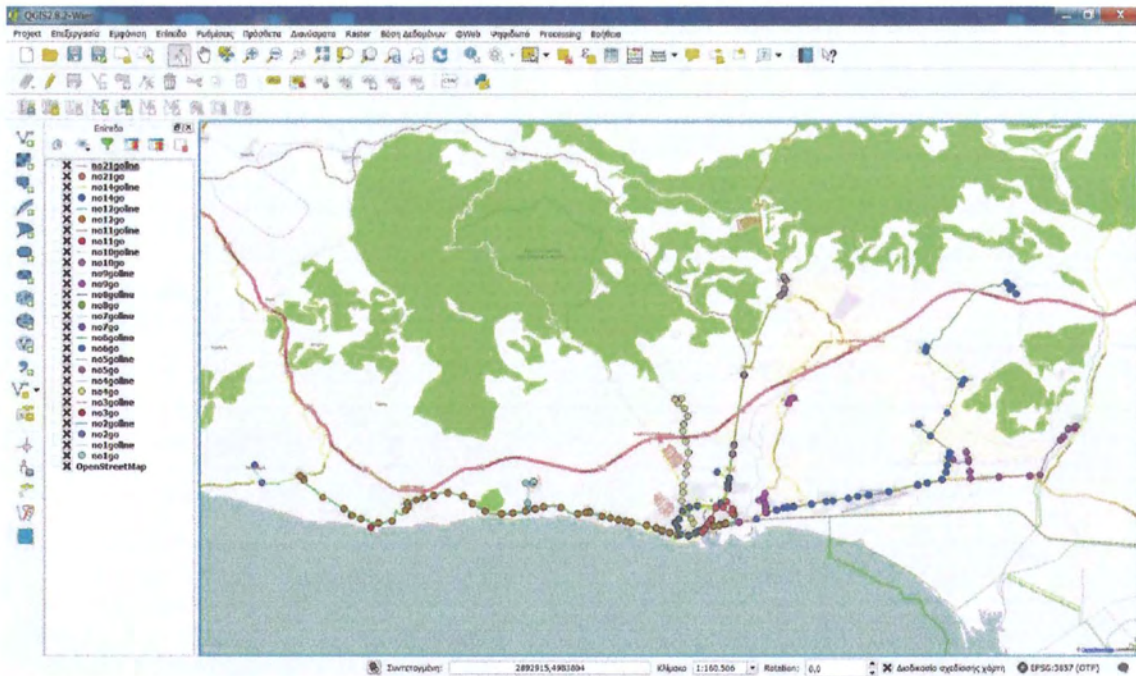 QGIS2.8.2-Wien
Project Επεξεργασία Εμφάνιση Επίπεδο Ρυθμίσεις Πρόσθετα Διανύσματα Raster Βάση Δεδομένων Web Ψηφιδωτό Processing Βοήθεια
Επίπεδο
no21goline
no21go
no14goline
no14go
no12goline
no12go
no11goline
no11go
no10goline
no10go
no9goline
no9go
no8goline
no8go
no7goline
no7go
no6goline
no6go
no5goline
no5go
no4goline
no4go
no3goline
no3go
no2goline
no2go
no1goline
no1go
OpenStreetMap
Συντεταγμένη: 2892915,4983804 Κλίμακα 1:160.506 Rotation: 0,0 Διαδικασία σχεδίασης χάρτη EPSG:3857 (OTF)